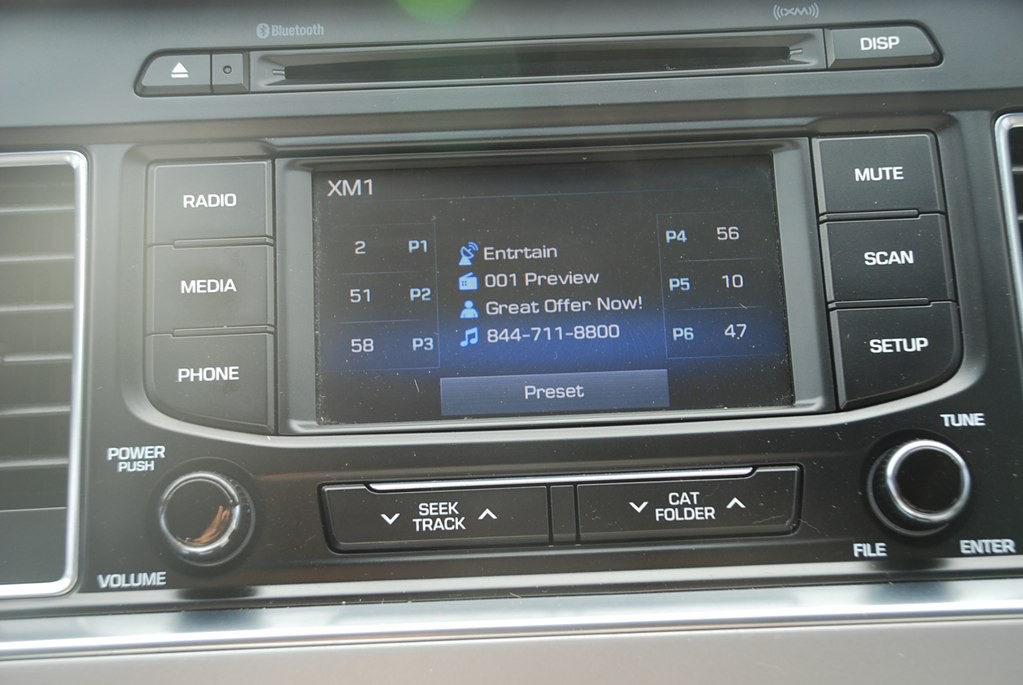 Bluetooth
((XM))
DISP
RADIO
MEDIA
PHONE
XM1
2 P1
51 P2
58 P3
Entrtain
001 Preview
Great Offer Now!
844-711-8800
P4 56
P5 10
P6 47
Preset
MUTE
SCAN
SETUP
POWER
PUSH
VOLUME
SEEK
TRACK
CAT
FOLDER
TUNE
FILE
ENTER